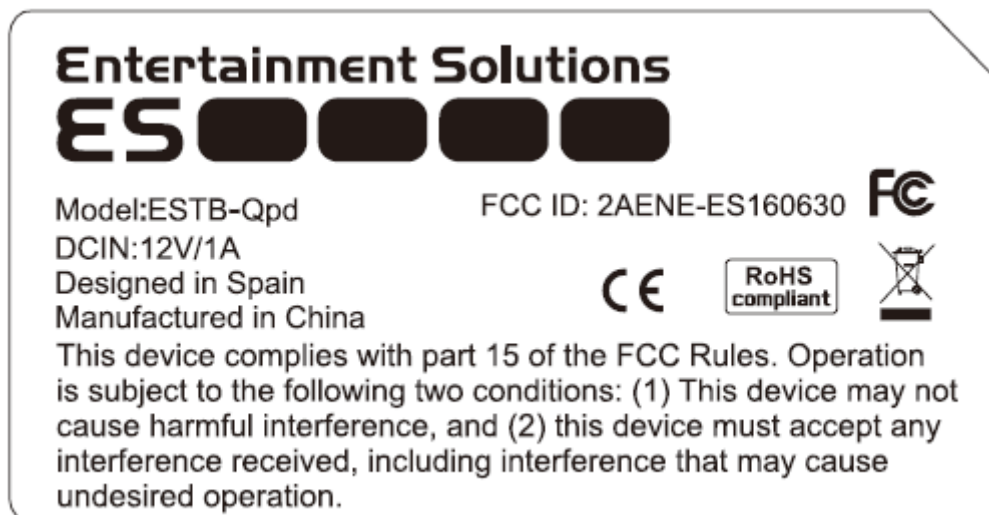 Entertainment Solutions
ES
Model:ESTB-Qpd
FCC ID: 2AENE-ES160630 FC
DCIN:12V/1A
Designed in Spain
CE RoHS compliant
Manufactured in China
This device complies with part 15 of the FCC Rules. Operation
is subject to the following two conditions: (1) This device may not
cause harmful interference, and (2) this device must accept any
interference received, including interference that may cause
undesired operation.